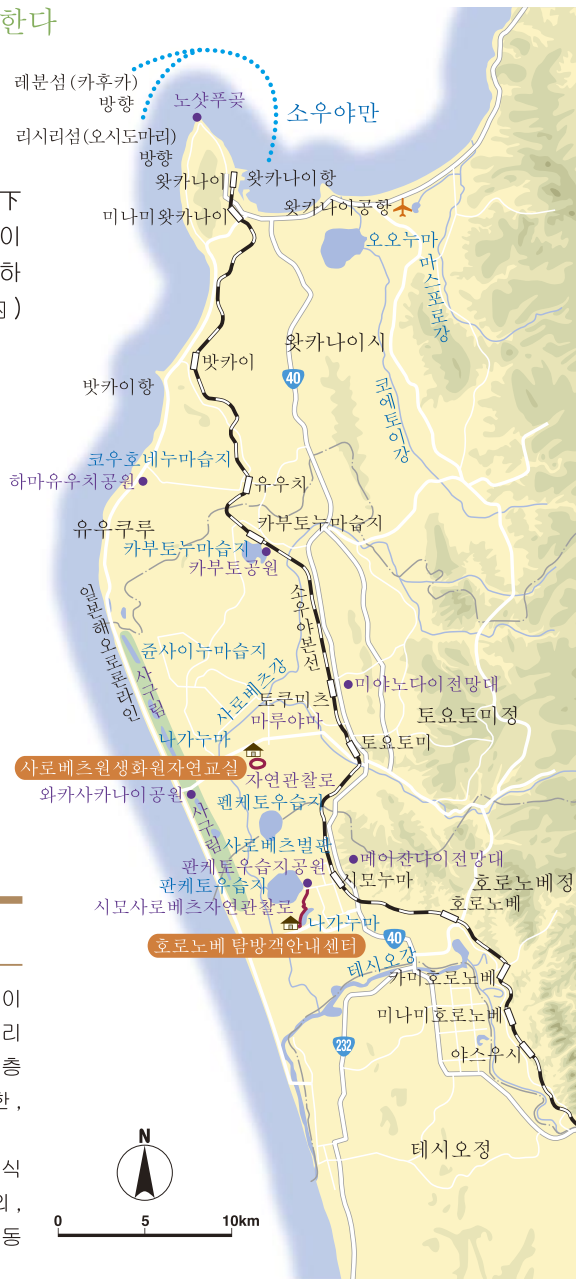 한다
레분섬(카후카)
방향
노샷푸곶
소우야만
리시리섬(오시도마리)
방향
왓카나이
왓카나이항
왓카나이공항
미나미왓카나이
下
이
하
)
오오누마
마스포로강
왓카나이시
밧카이
40
밧카이항
코에토이강
코우호네누마습지
하마유우치공원
유우치
유우쿠루
카부토누마습지
카부토누마습지
카부토공원
일본해오로론라인
소우야본선
쥰사이누마습지
사구림
사로베츠강
토쿠미츠
미야노다이전망대
마루야마
토요토미정
나가누마
토요토미
사로베츠원생화원자연교실
자연관찰로
와카사카나이공원
펜케토우습지
사구림
사로베츠벌판
판케토우습지공원
메어쟌다이전망대
판케토우습지
시모누마
호로노베정
시모사로베츠자연관찰로
호로노베
나가누마
호로노베 탐방객안내센터
40
테시오강
카미호로노베
미나미호로노베
232
야스우시
테시오정
이
리
층
한,
식
의,
동
N
0 5 10km